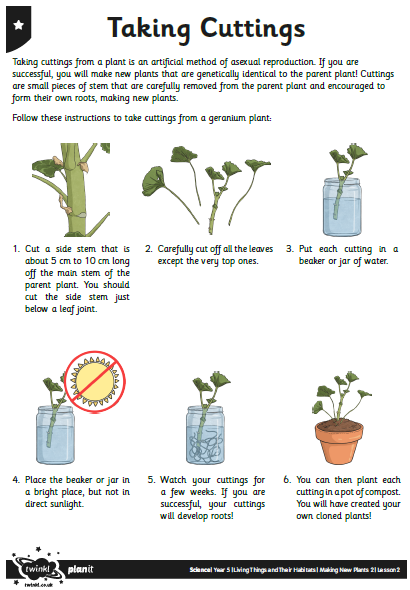 Taking Cuttings
Taking cuttings from a plant is an artificial method of asexual reproduction. If you are
successful, you will make new plants that are genetically identical to the parent plant! Cuttings
are small pieces of stem that are carefully removed from the parent plant and encouraged to
form their own roots, making new plants.
Follow these instructions to take cuttings from a geranium plant:
1. Cut a side stem that is
about 5 cm to 10 cm long
off the main stem of the
parent plant. You should
cut the side stem just
below a leaf joint.
2. Carefully cut off all the leaves
except the very top ones.
3. Put each cutting in a
beaker or jar of water.
4. Place the beaker or jar in
a bright place, but not in
direct sunlight.
5. Watch your cuttings for
a few weeks. If you are
successful, your cuttings
will develop roots!
6. You can then plant each
cutting in a pot of compost.
You will have created your
own cloned plants!
twinkl
twinkl.co.uk
planit
Science | Year 5 | Living Things and Their Habitats | Making New Plants 2 | Lesson 2